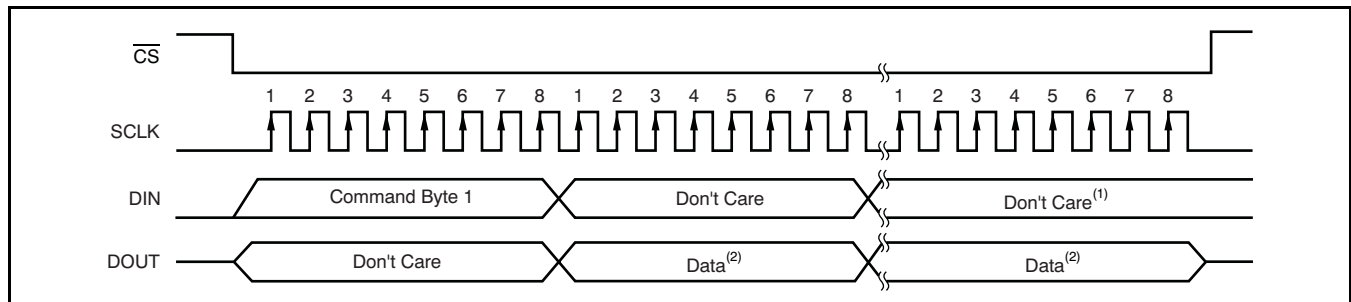 CS
1 2 3 4 5 6 7 8 1 2 3 4 5 6 7 8 1 2 3 4 5 6 7 8
SCLK
DIN Command Byte 1 Don't Care Don't Care(1)
DOUT Don't Care Data(2) Data(2)